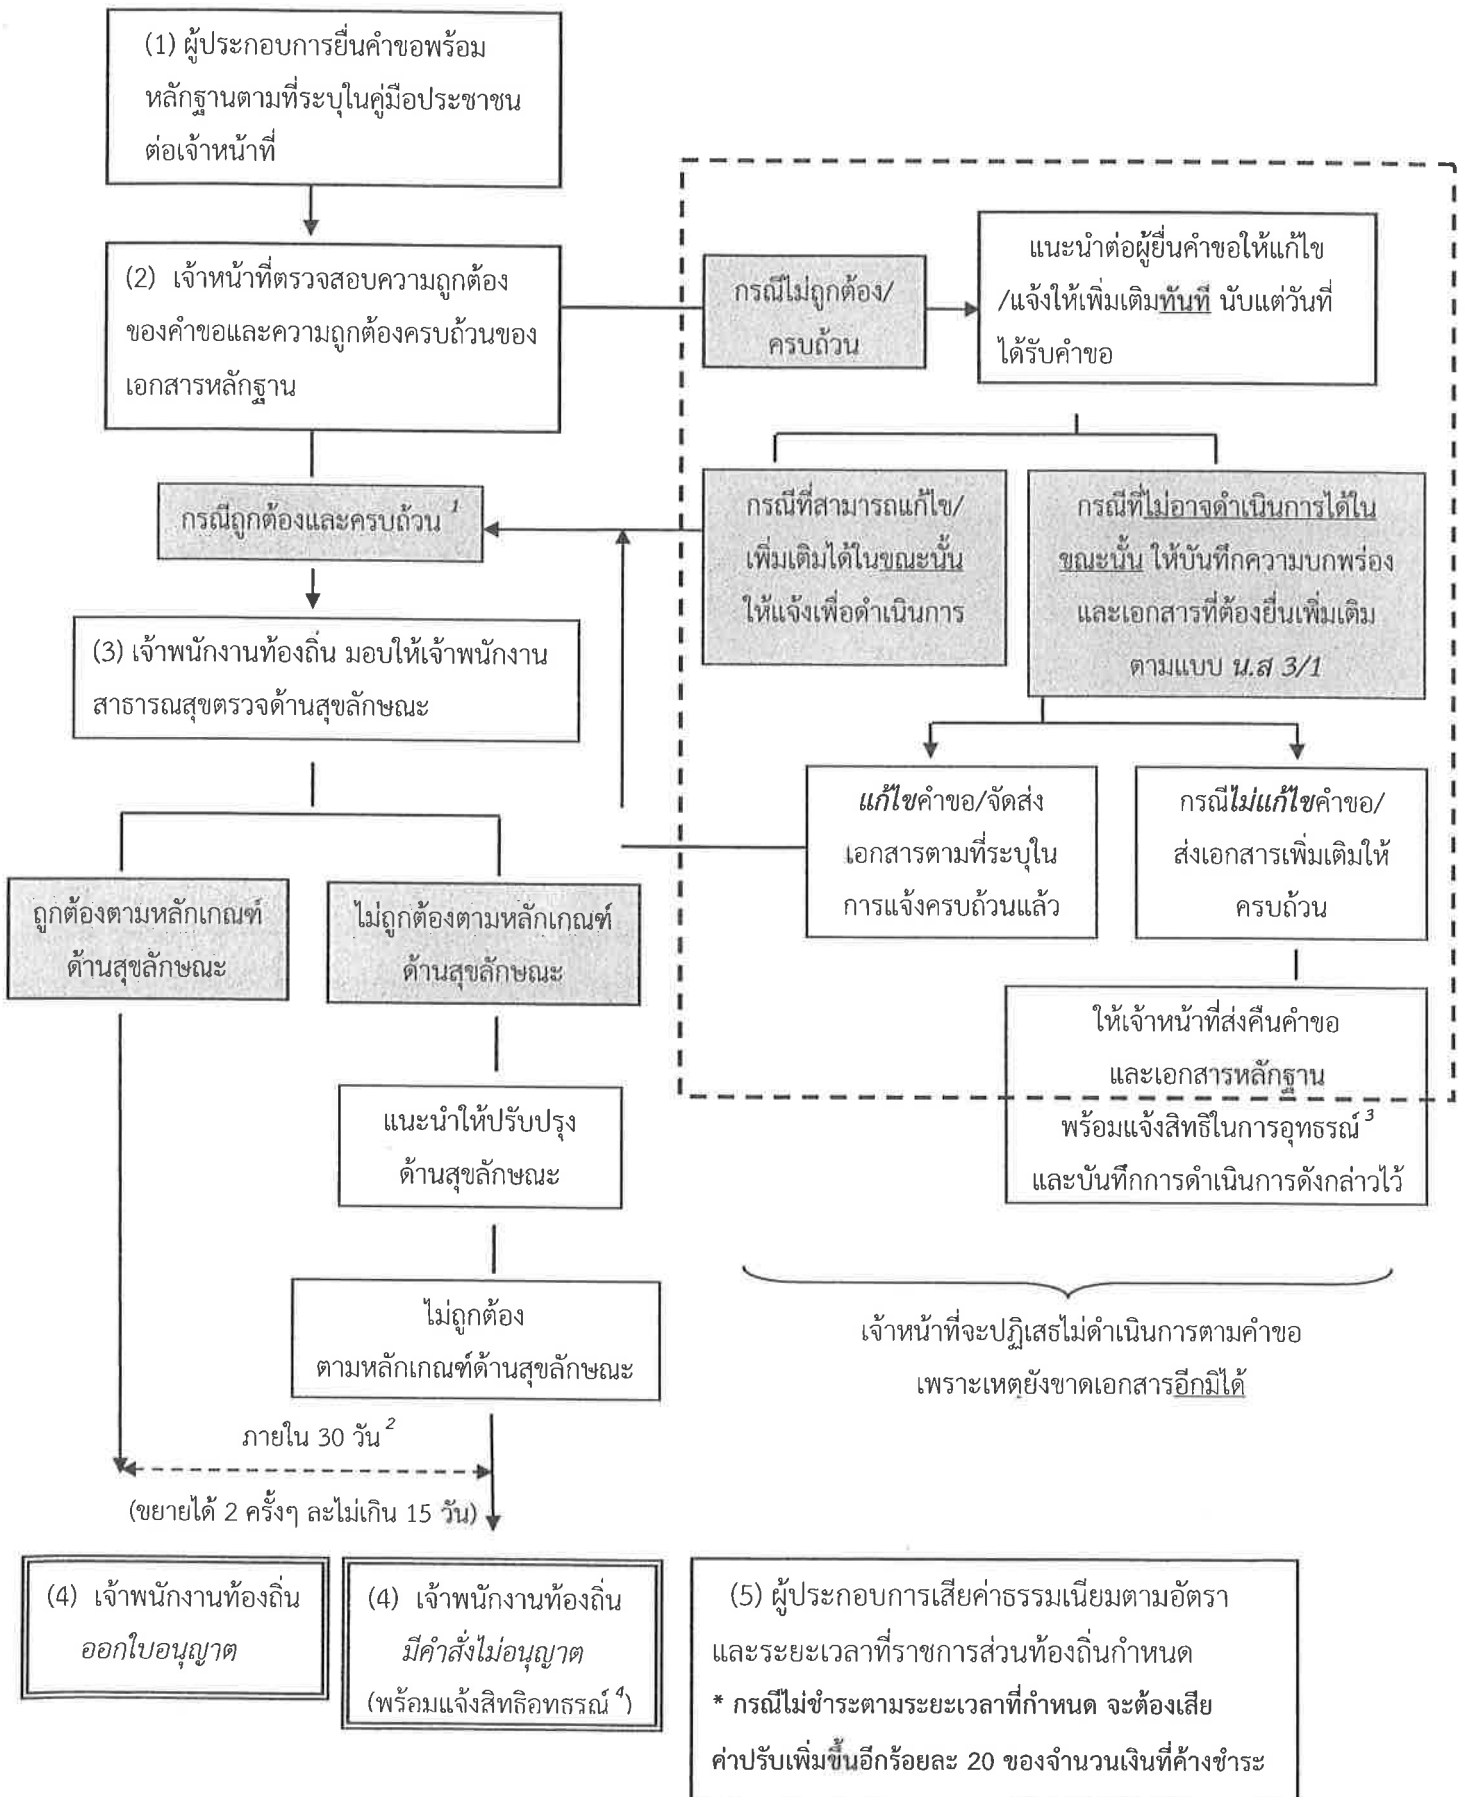 (1) ผู้ประกอบการยื่นคำขอพร้อม
หลักฐานตามที่ระบุในคู่มือประชาชน
ต่อเจ้าหน้าที่
(2) เจ้าหน้าที่ตรวจสอบความถูกต้อง
ของคำขอและความถูกต้องครบถ้วนของ
เอกสารหลักฐาน
กรณีไม่ถูกต้อง/
ครบถ้วน
แนะนำต่อผู้ยื่นคำขอให้แก้ไข
/แจ้งให้เพิ่มเติมทันที นับแต่วันที่
ได้รับคำขอ
กรณีถูกต้องและครบถ้วน 1
กรณีที่สามารถแก้ไข/
เพิ่มเติมได้ในขณะนั้น
ให้แจ้งเพื่อดำเนินการ
กรณีที่ไม่อาจดำเนินการได้ใน
ขณะนั้น ให้บันทึกความบกพร่อง
และเอกสารที่ต้องยื่นเพิ่มเติม
ตามแบบ น.ส 3/1
(3) เจ้าพนักงานท้องถิ่น มอบให้เจ้าพนักงาน
สาธารณสุขตรวจด้านสุขลักษณะ
แก้ไขคำขอ/จัดส่ง
เอกสารตามที่ระบุใน
การแจ้งครบถ้วนแล้ว
กรณีไม่แก้ไขคำขอ/
ส่งเอกสารเพิ่มเติมให้
ครบถ้วน
ถูกต้องตามหลักเกณฑ์
ด้านสุขลักษณะ
ไม่ถูกต้องตามหลักเกณฑ์
ด้านสุขลักษณะ
ให้เจ้าหน้าที่ส่งคืนคำขอ
และเอกสารหลักฐาน
พร้อมแจ้งสิทธิในการอุทธรณ์ 3
และบันทึกการดำเนินการดังกล่าวไว้
แนะนำให้ปรับปรุง
ด้านสุขลักษณะ
ไม่ถูกต้อง
ตามหลักเกณฑ์ด้านสุขลักษณะ
เจ้าหน้าที่จะปฏิเสธไม่ดำเนินการตามคำขอ
เพราะเหตุยังขาดเอกสารอีกมิได้
ภายใน 30 วัน 2
(ขยายได้ 2 ครั้งๆ ละไม่เกิน 15 วัน)
(4) เจ้าพนักงานท้องถิ่น
ออกใบอนุญาต
(4) เจ้าพนักงานท้องถิ่น
มีคำสั่งไม่อนุญาต
(พร้อมแจ้งสิทธิอุทธรณ์ 4)
(5) ผู้ประกอบการเสียค่าธรรมเนียมตามอัตรา
และระยะเวลาที่ราชการส่วนท้องถิ่นกำหนด
* กรณีไม่ชำระตามระยะเวลาที่กำหนด จะต้องเสีย
ค่าปรับเพิ่มขึ้นอีกร้อยละ 20 ของจำนวนเงินที่ค้างชำระ